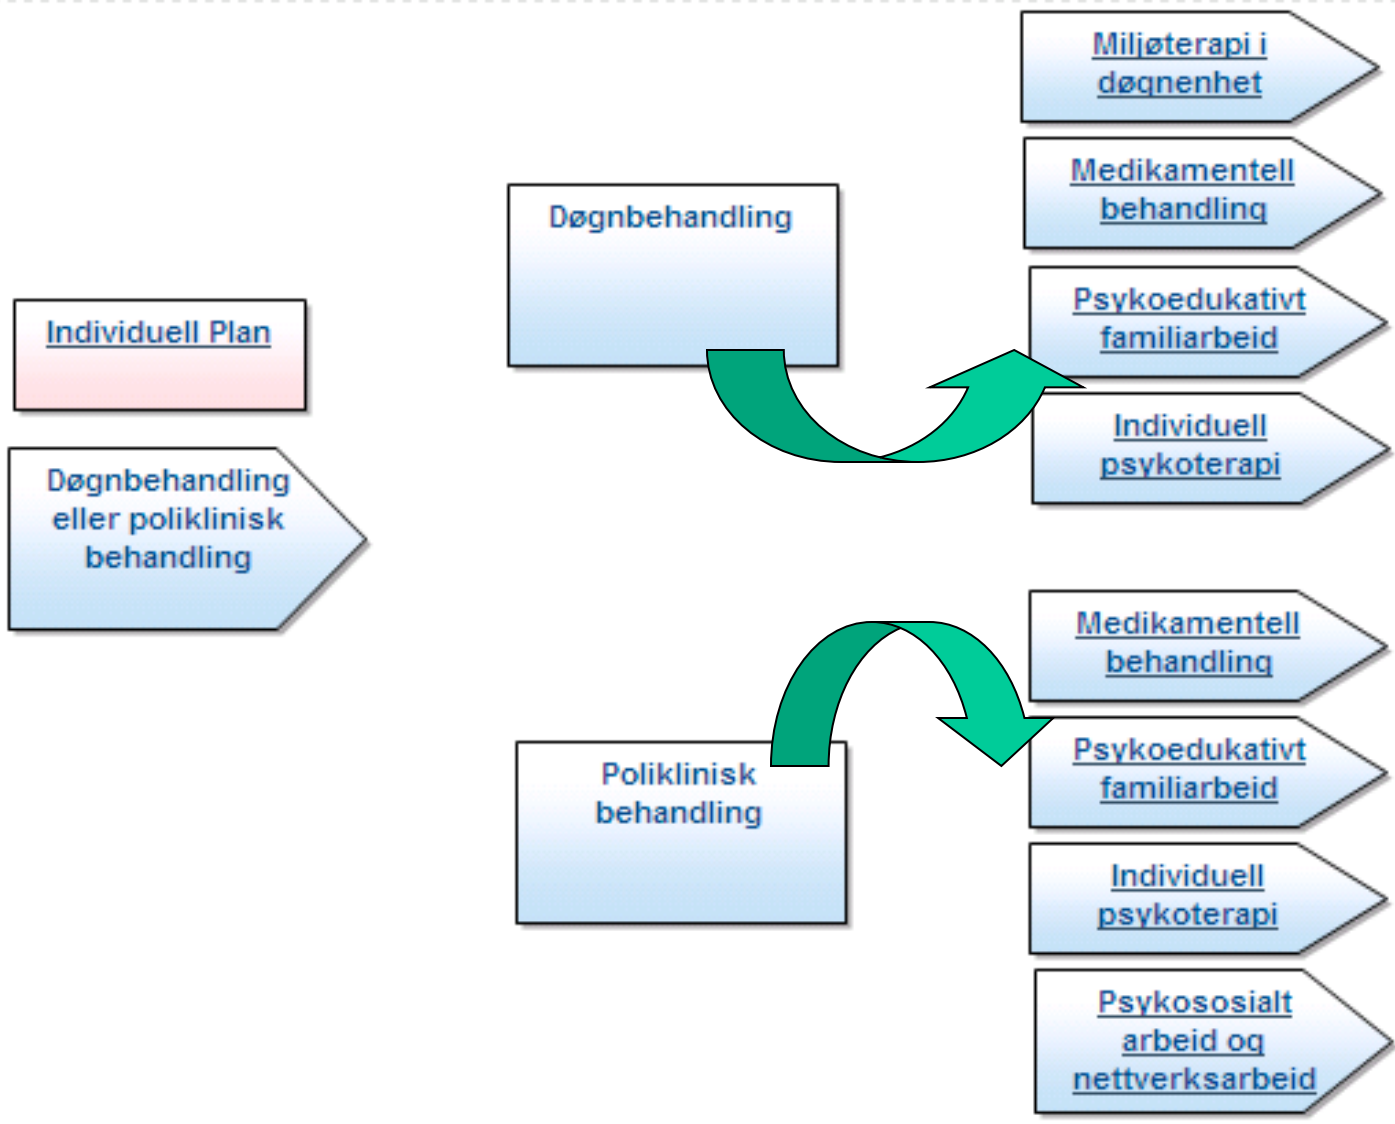 Individuell Plan
Døgnbehandling
eller poliklinisk
behandling
Døgnbehandling
Miljøterapi i
døgnenhet
Medikamentell
behandling
Psykoedukativt
familiarbeid
Individuell
psykoterapi
Poliklinisk
behandling
Medikamentell
behandling
Psykoedukativt
familiarbeid
Individuell
psykoterapi
Psykososialt
arbeid og
nettverksarbeid